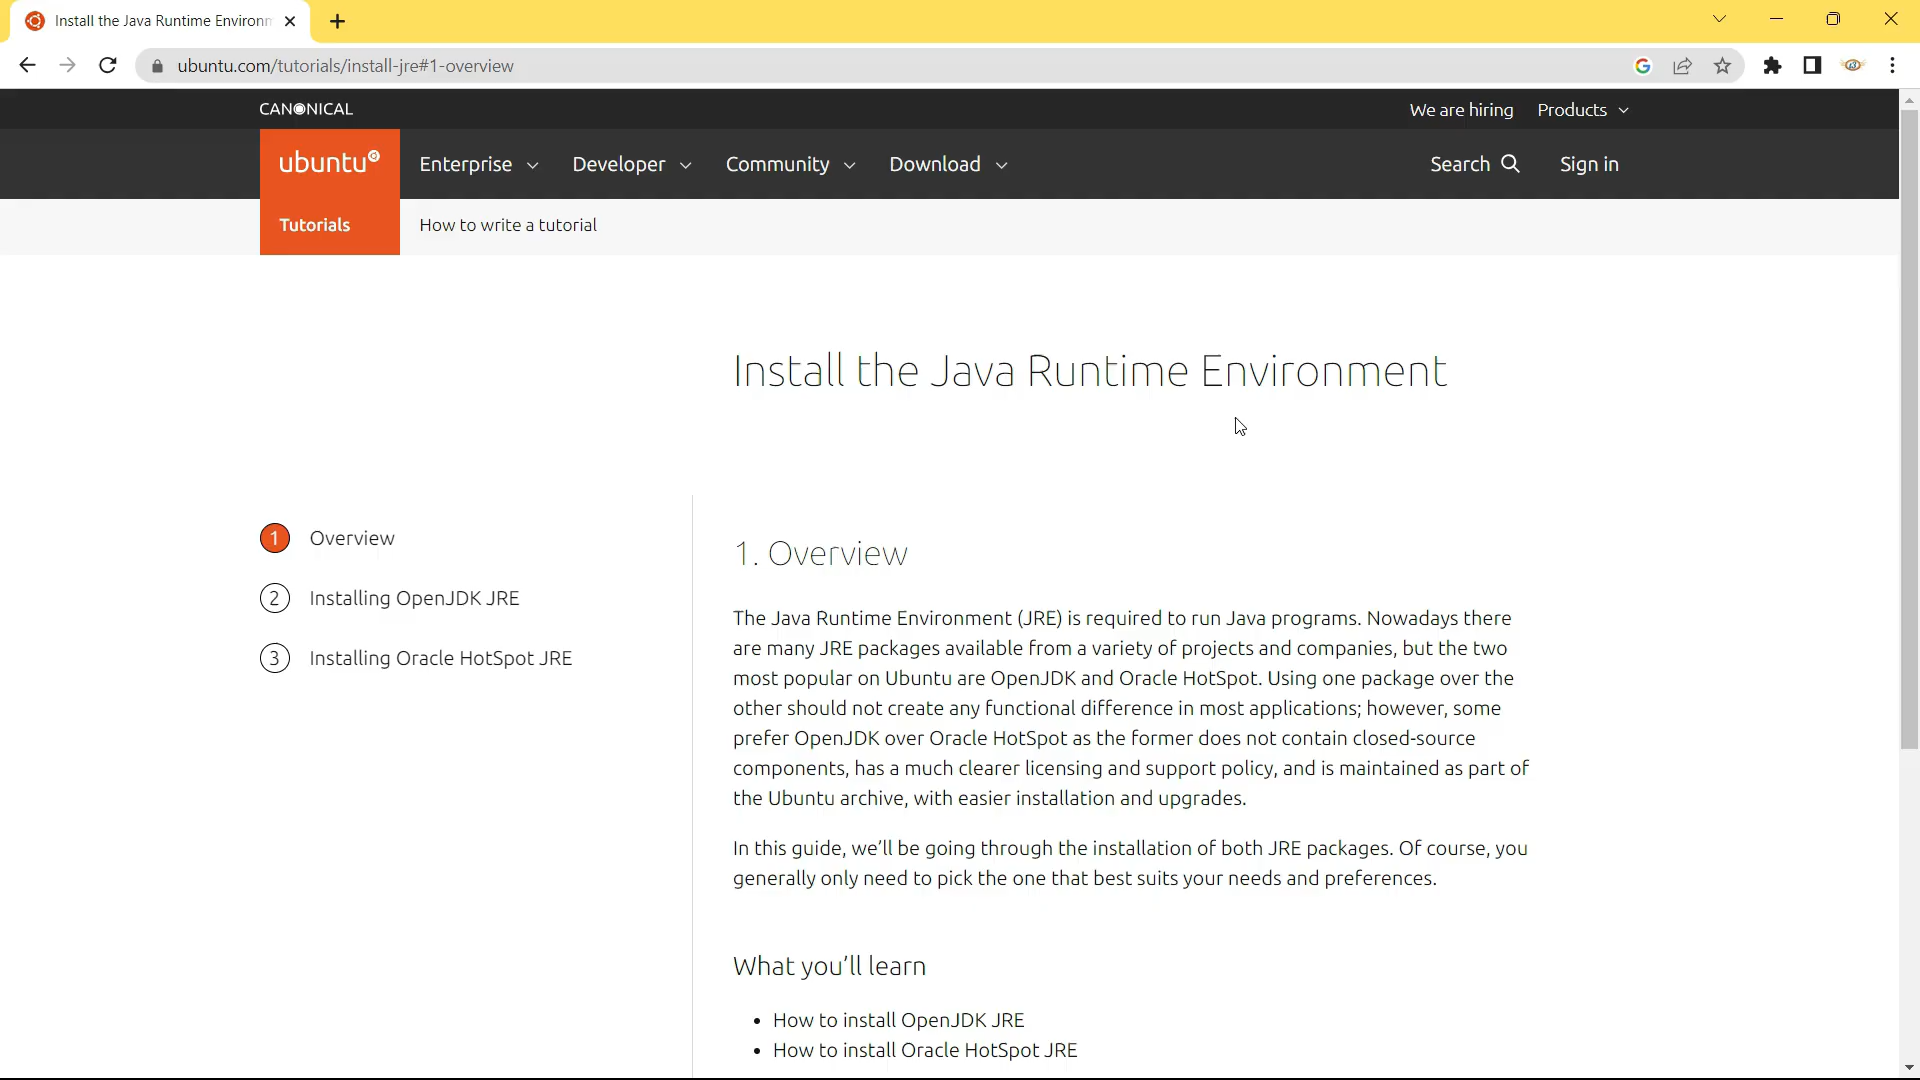 Install the Java Runtime Environm
ubuntu.com/tutorials/install-jre#1-overview
CANONICAL
We are hiring Products
ubuntu Enterprise Developer Community Download Search Sign in
Tutorials How to write a tutorial
Install the Java Runtime Environment
1 Overview
2 Installing OpenJDK JRE
3 Installing Oracle HotSpot JRE
1. Overview
The Java Runtime Environment (JRE) is required to run Java programs. Nowadays there
are many JRE packages available from a variety of projects and companies, but the two
most popular on Ubuntu are OpenJDK and Oracle HotSpot. Using one package over the
other should not create any functional difference in most applications; however, some
prefer OpenJDK over Oracle HotSpot as the former does not contain closed-source
components, has a much clearer licensing and support policy, and is maintained as part of
the Ubuntu archive, with easier installation and upgrades.
In this guide, we'll be going through the installation of both JRE packages. Of course, you
generally only need to pick the one that best suits your needs and preferences.
What you'll learn
• How to install OpenJDK JRE
• How to install Oracle HotSpot JRE